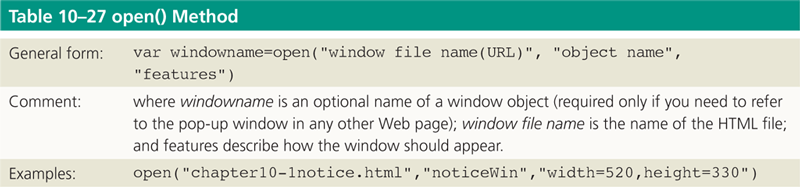 Table 10–27 open() Method
General form: var windowname=open("window file name(URL)", "object name",
"features")
Comment: where windowname is an optional name of a window object (required only if you need to refer
to the pop-up window in any other Web page); window file name is the name of the HTML file;
and features describe how the window should appear.
Examples: open("chapter10-1notice.html","noticeWin","width=520,height=330")